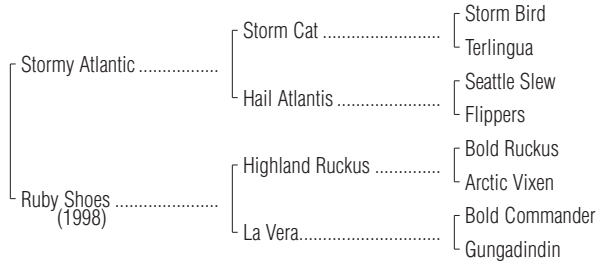 Storm Bird
Storm Cat ..................................
Terlingua
Stormy Atlantic .................
Seattle Slew
Hail Atlantis ..............................
Flippers
Bold Ruckus
Highland Ruckus ...................
Arctic Vixen
Ruby Shoes ......................
(1998)
Bold Commander
La Vera.........................................
Gungadindin